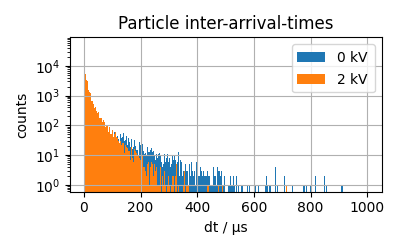 Particle inter-arrival-times
0 kV
2 kV
10⁴
10³
10²
10¹
10⁰
counts
0 200 400 600 800 1000
dt / µs